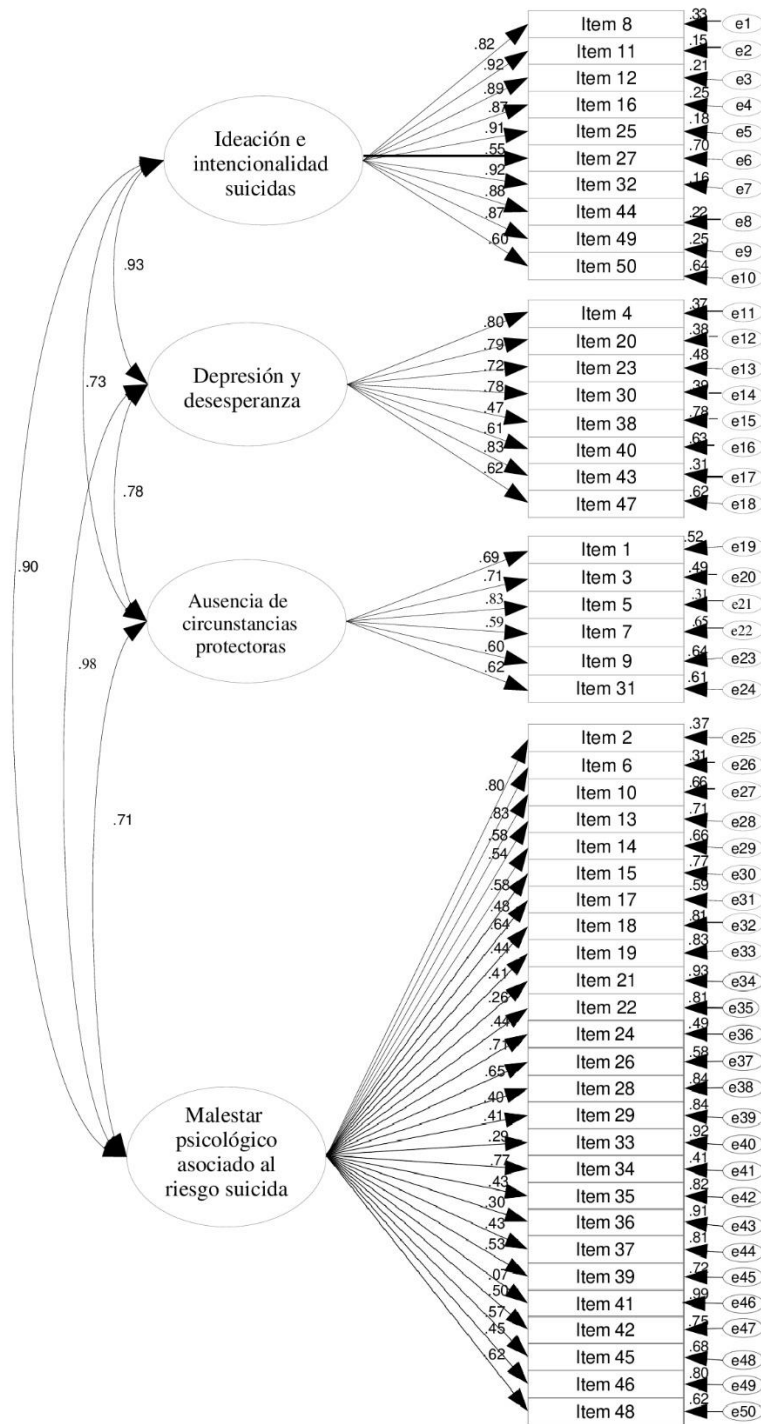 .33
.82 Item 8 e1
.15
.92 Item 11 e2
.21
.89 Item 12 e3
.25
.87 Item 16 e4
.18
.91 Item 25 e5
.70
.55 Item 27 e6
.16
.92 Item 32 e7
.88 Item 44
.22 e8
.87 Item 49
.25 e9
.60 Item 50
.64 e10
Ideación e
intencionalidad
suicidas
.93
.37
.80 Item 4 e11
.38
.79 Item 20 e12
.48
.72 Item 23 e13
.39
.78 Item 30 e14
.78
.47 Item 38 e15
.63
.61 Item 40 e16
.31
.83 Item 43 e17
.62
.62 Item 47 e18
Depresión y
desesperanza
.73
.78
.90
.52
.69 Item 1 e19
.49
.71 Item 3 e20
.31
.83 Item 5 e21
.65
.59 Item 7 e22
.64
.60 Item 9 e23
.61
.62 Item 31 e24
Ausencia de
circunstancias
protectoras
.98
.71
.37
.80 Item 2 e25
.31
.83 Item 6 e26
.66
.58 Item 10 e27
.71
.54 Item 13 e28
.66
.58 Item 14 e29
.77
.48 Item 15 e30
.59
.64 Item 17 e31
.81
.44 Item 18 e32
.83
.41 Item 19 e33
.93
.26 Item 21 e34
.81
.44 Item 22 e35
.49
.71 Item 24 e36
.58
.65 Item 26 e37
.84
.40 Item 28 e38
.84
.41 Item 29 e39
.92
.29 Item 33 e40
.41
.77 Item 34 e41
.82
.43 Item 35 e42
.91
.30 Item 36 e43
.81
.43 Item 37 e44
.72
.53 Item 39 e45
.99
.07 Item 41 e46
.75
.50 Item 42 e47
.68
.57 Item 45 e48
.80
.45 Item 46 e49
.62
.62 Item 48 e50
Malestar
psicológico
asociado al
riesgo suicida